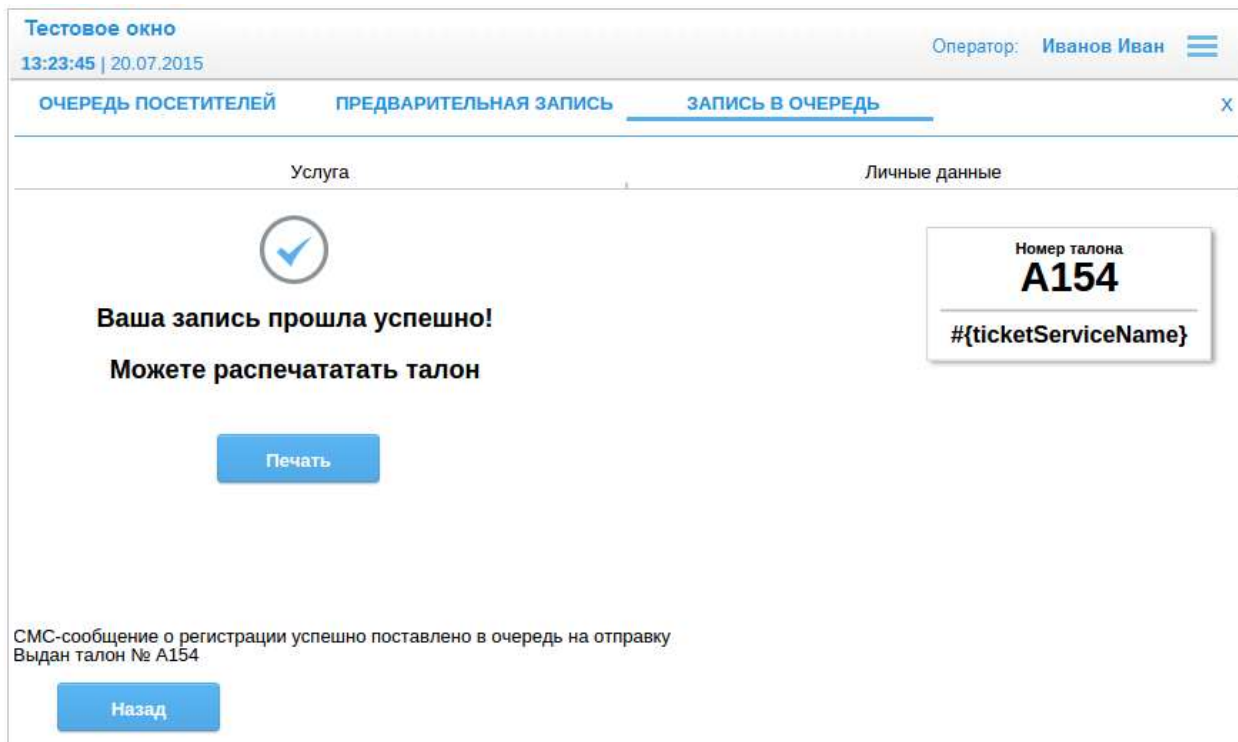 Тестовое окно
Оператор: Иванов Иван
13:23:45 | 20.07.2015
ОЧЕРЕДЬ ПОСЕТИТЕЛЕЙ ПРЕДВАРИТЕЛЬНАЯ ЗАПИСЬ ЗАПИСЬ В ОЧЕРЕДЬ X
Услуга Личные данные
Номер талона
A154
#{ticketServiceName}
Ваша запись прошла успешно!
Можете распечататать талон
Печать
СМС-сообщение о регистрации успешно поставлено в очередь на отправку
Выдан талон № A154
Назад